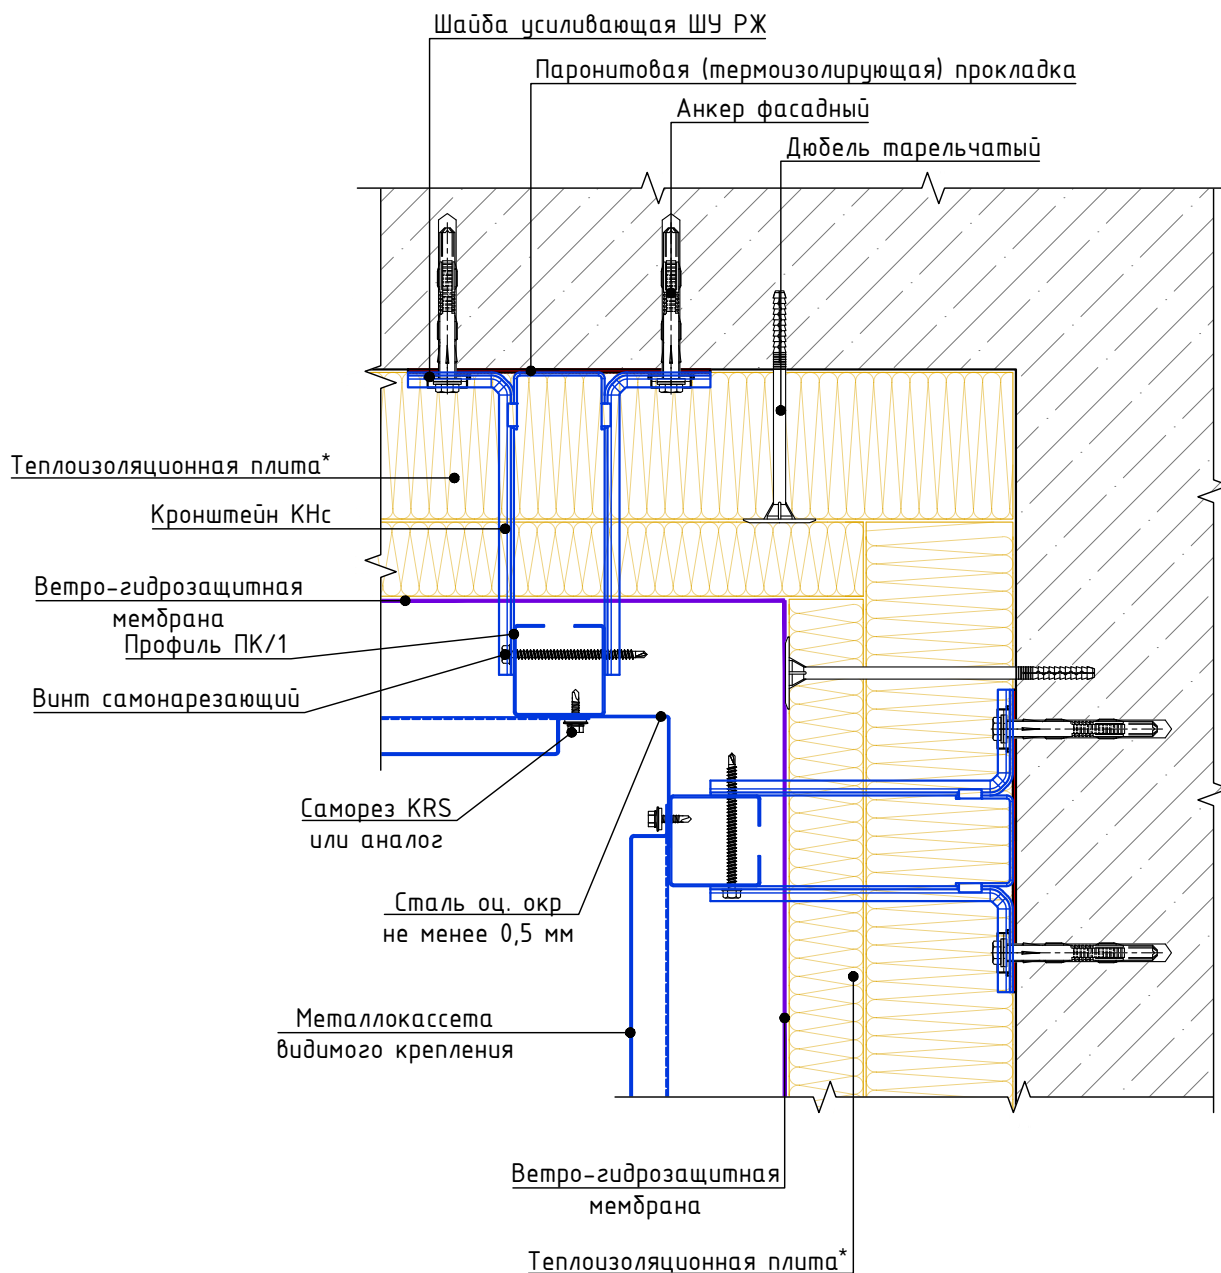 Шайба усиливающая ШУ РЖ
Паронитовая (термоизолирующая) прокладка
Анкер фасадный
Дюбель тарельчатый
Теплоизоляционная плита*
Кронштейн КНс
Ветро-гидрозащитная
мембрана
Профиль ПК/1
Винт самонарезающий
Саморез KRS
или аналог
Сталь оц. окр
не менее 0,5 мм
Металлокассета
видимого крепления
Ветро-гидрозащитная
мембрана
Теплоизоляционная плита*